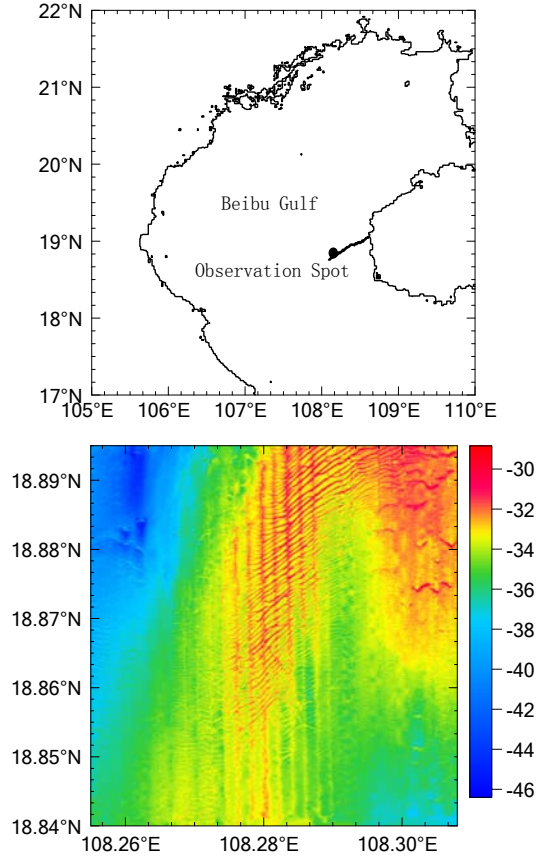 22°N
21°N
20°N
Beibu Gulf
19°N
Observation Spot
18°N
17°N
105°E 106°E 107°E 108°E 109°E 110°E
18.89°N
18.88°N
18.87°N
18.86°N
18.85°N
18.84°N
108.26°E 108.28°E 108.30°E
-30
-32
-34
-36
-38
-40
-42
-44
-46